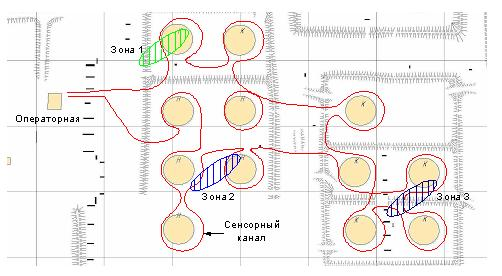 Зона 1
Операторная
Зона 2
Зона 3
Сенсорный
канал